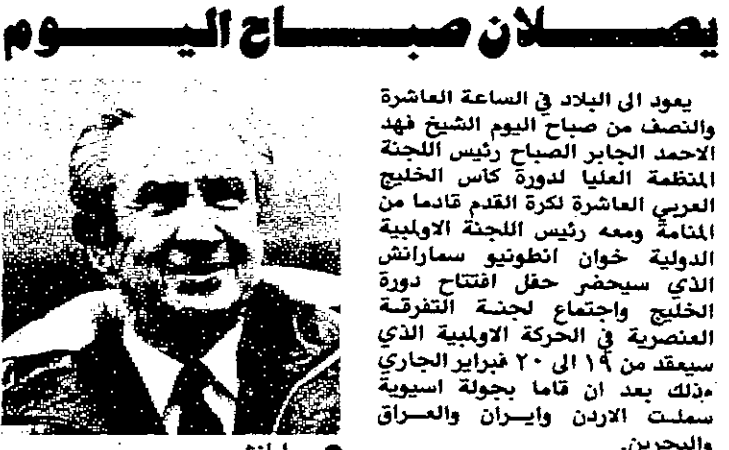 يصلان صباح اليوم
يعود الى البلاد في الساعة العاشرة
والنصف من صباح اليوم الشيخ فهد
الاحمد الجابر الصباح رئيس اللجنة
المنظمة العليا لدورة كاس الخليج
العربي العاشرة لكرة القدم قادما من
المنامة ومعه رئيس اللجنة الاولمبية
الدولية خوان انطونيو سمارانش
الذي سيحضر حفل افتتاح دورة
الخليج واجتماع لجنة التفرقة
العنصرية في الحركة الاولمبية الذي
سيعقد من ١٩ الى ٢٠ فبراير الجاري
وذلك بعد ان قاما بجولة اسيوية
سملت الاردن وايران والعراق
والبحرين.